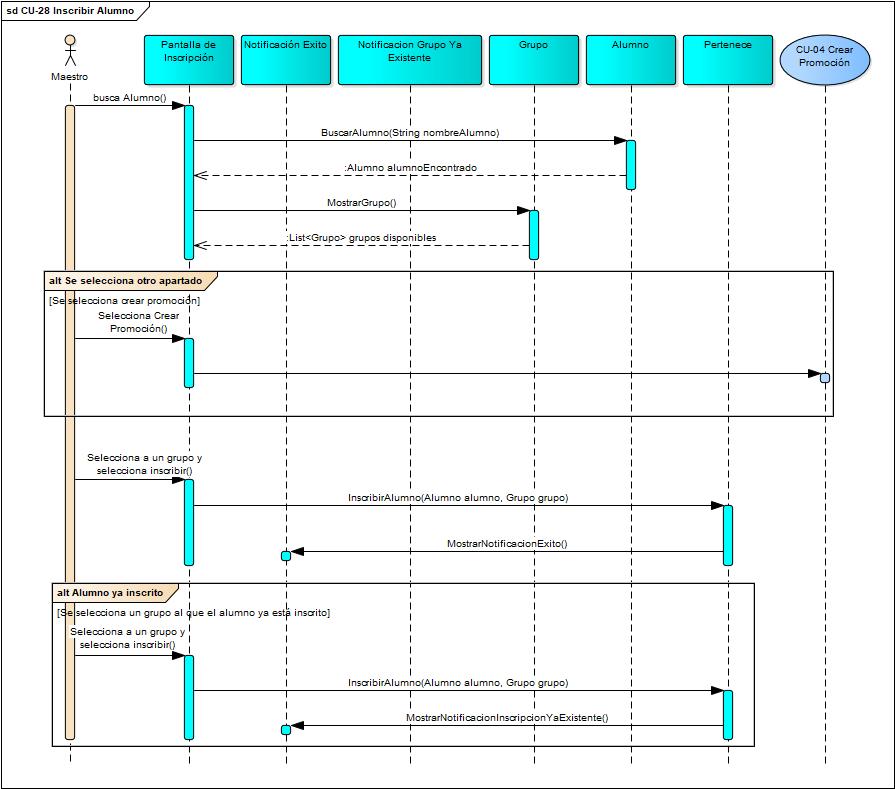 sd CU-28 Inscribir Alumno
Maestro
Pantalla de
Inscripción
Notificación Exito
Notificacion Grupo Ya
Existente
Grupo
Alumno
Pertenece
CU-04 Crear
Promoción
busca Alumno()
BuscarAlumno(String nombreAlumno)
:Alumno alumnoEncontrado
MostrarGrupo()
:List<Grupo> grupos disponibles
alt Se selecciona otro apartado
[Se selecciona crear promoción]
Selecciona Crear
Promoción()
Selecciona a un grupo y
selecciona inscribir()
InscribirAlumno(Alumno alumno, Grupo grupo)
MostrarNotificacionExito()
alt Alumno ya inscrito
[Se selecciona un grupo al que el alumno ya está inscrito]
Selecciona a un grupo y
selecciona inscribir()
InscribirAlumno(Alumno alumno, Grupo grupo)
MostrarNotificacionInscripcionYaExistente()